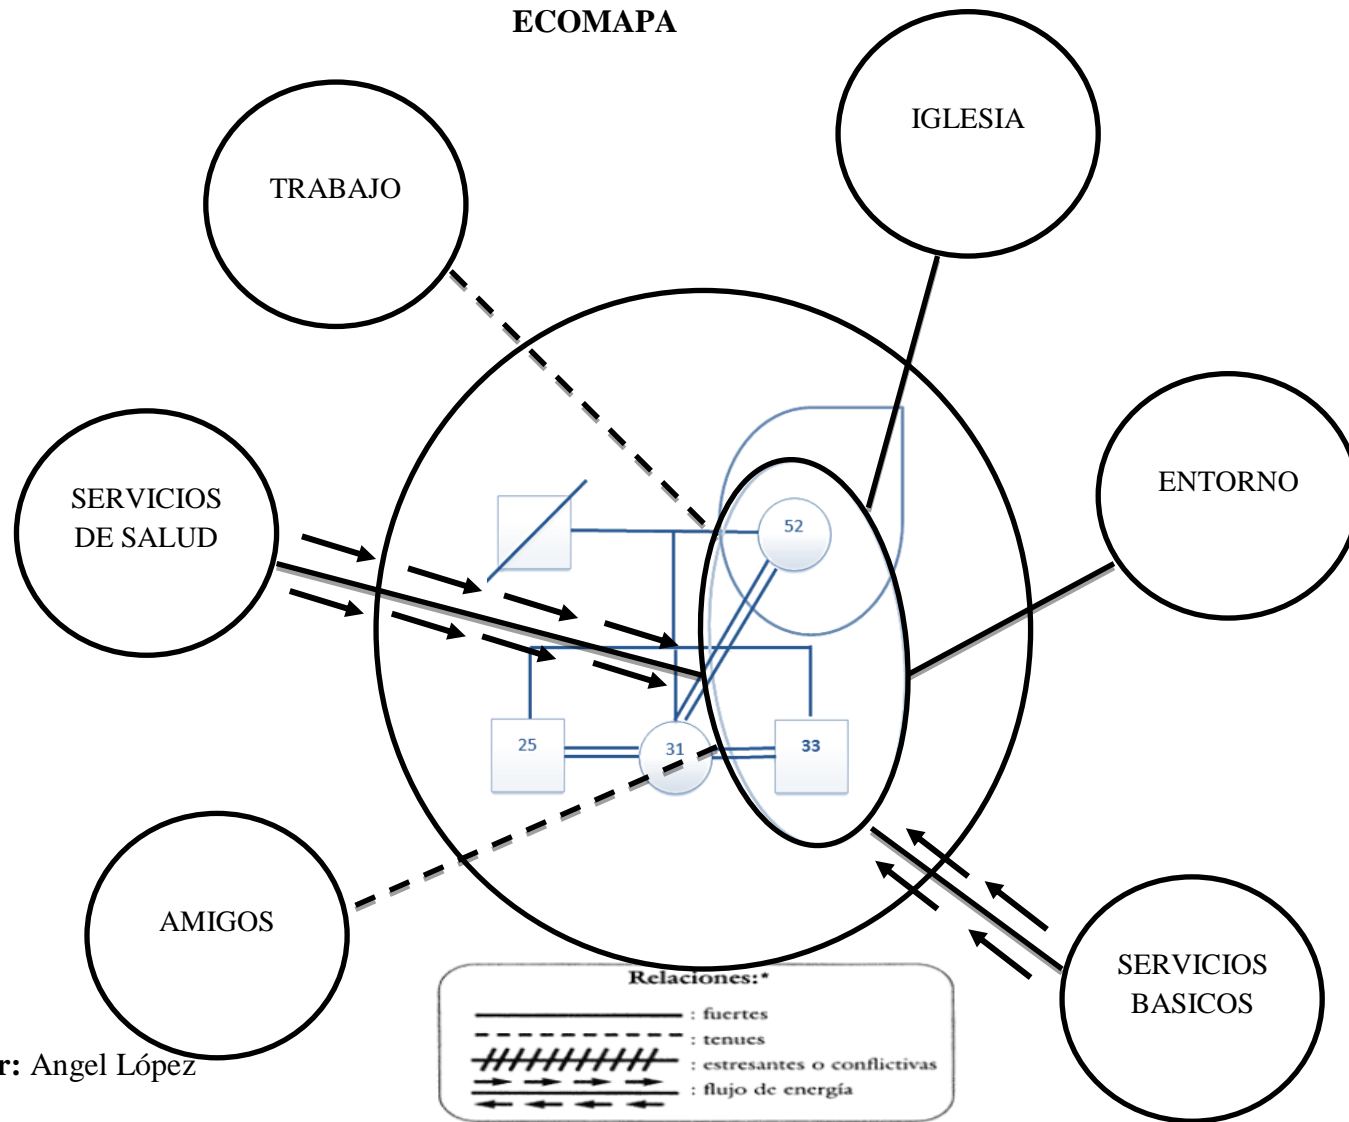 ECOMAPA
IGLESIA
TRABAJO
ENTORNO
SERVICIOS
DE SALUD
52
25
31
33
AMIGOS
SERVICIOS
BASICOS
Relaciones:*
: fuertes
: tenues
: estresantes o conflictivas
: flujo de energía
r: Angel López